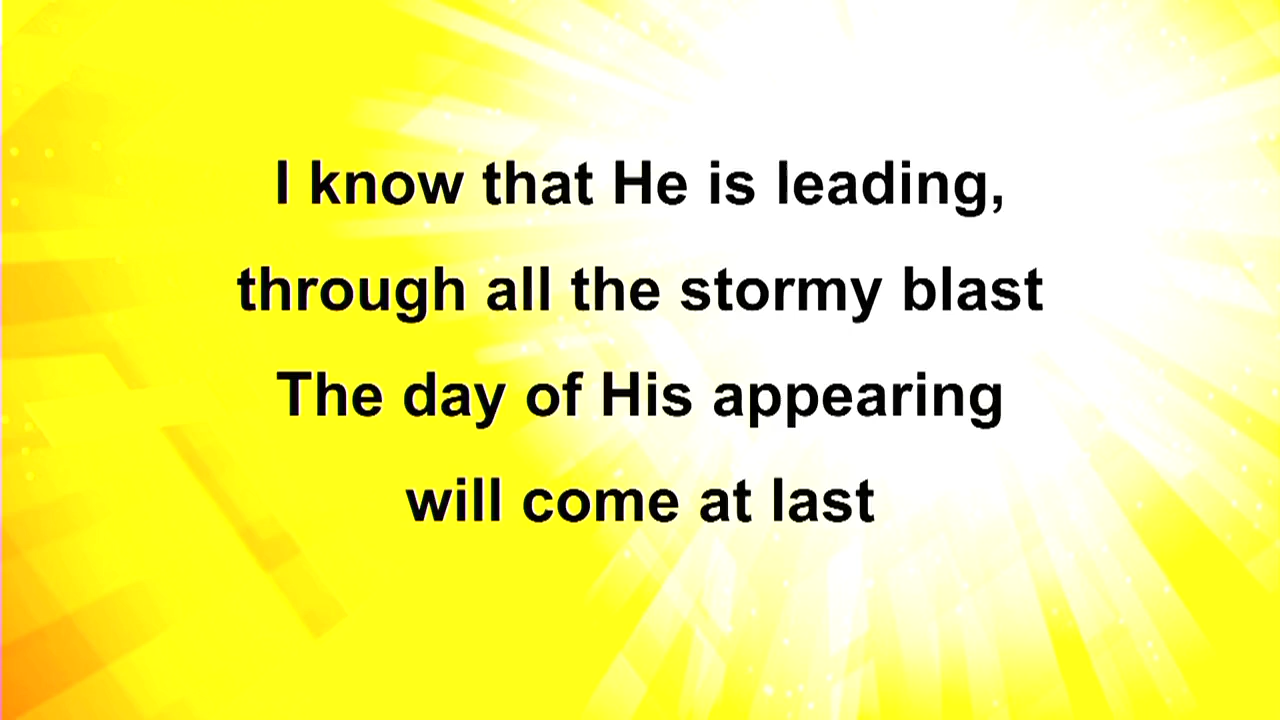 I know that He is leading,
through all the stormy blast
The day of His appearing
will come at last